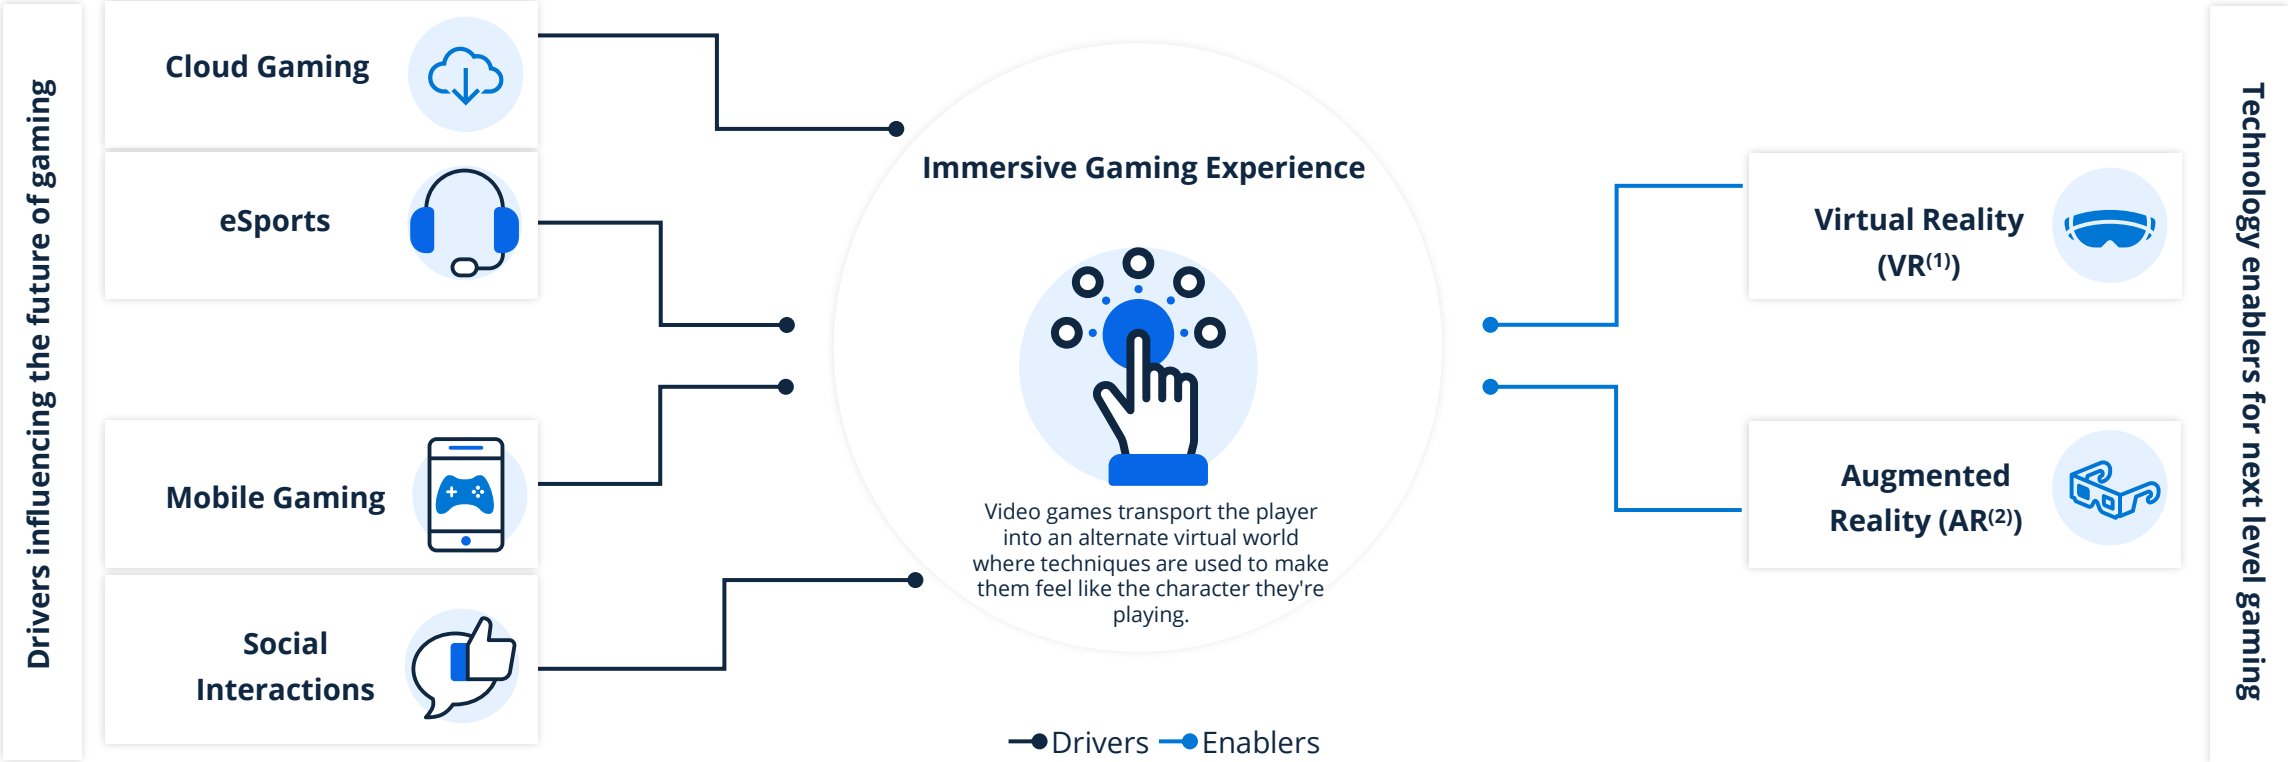 Drivers influencing the future of gaming
Cloud Gaming
eSports
Mobile Gaming
Social
Interactions
Immersive Gaming Experience
Video games transport the player
into an alternate virtual world
where techniques are used to make
them feel like the character they're
playing.
Drivers
Enablers
Virtual Reality
(VR(1))
Augmented
Reality (AR(2))
Technology enablers for next level gaming